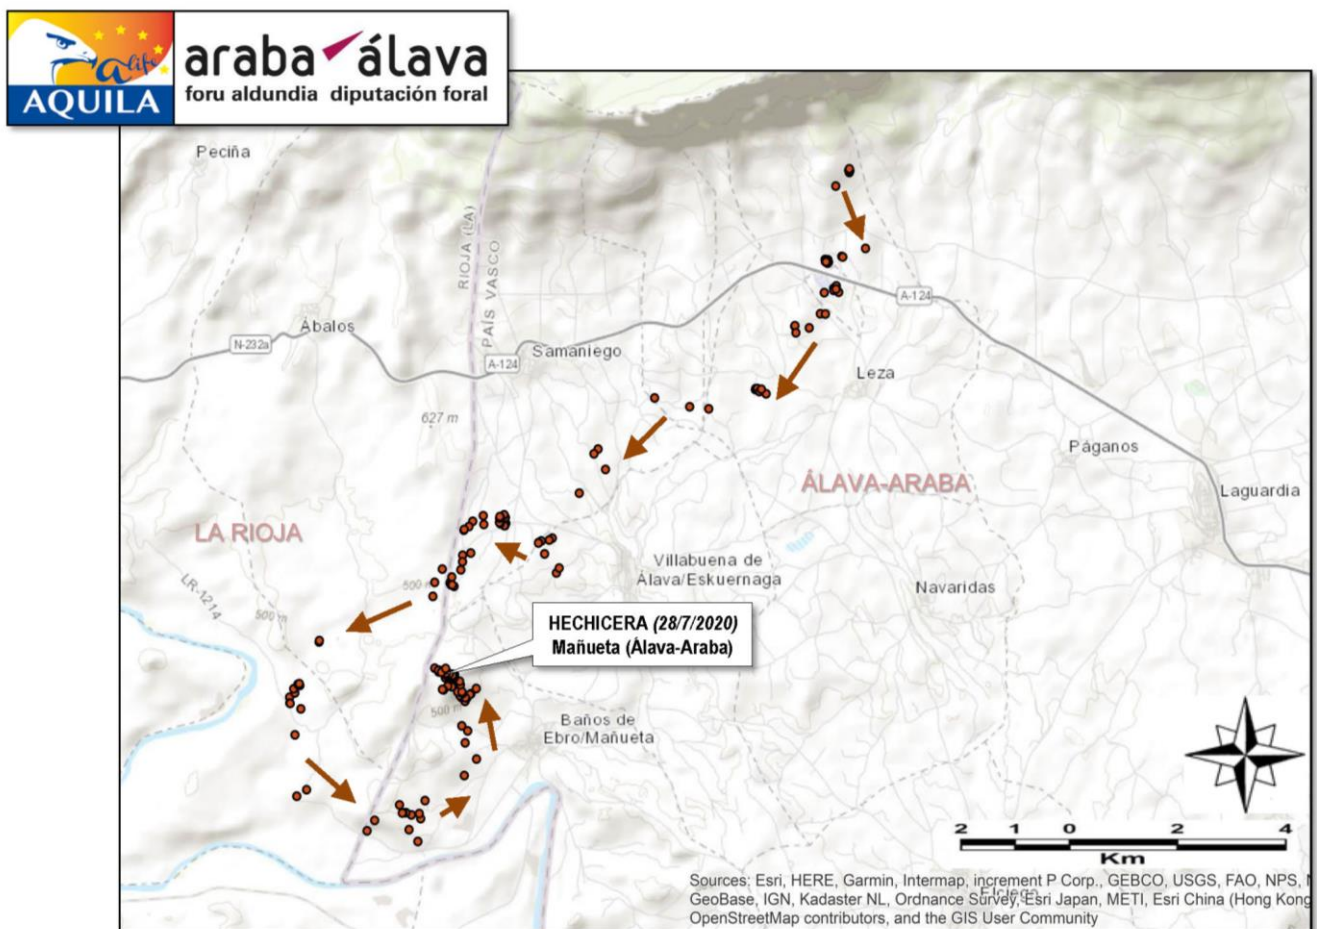 a life
AQUILA
araba álava
foru aldundia diputación foral
Peciña
RIOJA (LA)
PAÍS VASCO
A-124
Ábalos
N-232a
Samaniego
A-124
Leza
627 m
Páganos
Laguardia
ÁLAVA-ARABA
LA RIOJA
Villabuena de
Álava/Eskuernaga
Navaridas
500 m
LR-1214
500 m
HECHICERA (28/7/2020)
Mañueta (Álava-Araba)
500 m
Baños de
Ebro/Mañueta
2 1 0 2 4
Km
Elciego
Sources: Esri, HERE, Garmin, Intermap, increment P Corp., GEBCO, USGS, FAO, NPS,
GeoBase, IGN, Kadaster NL, Ordnance Survey, Esri Japan, METI, Esri China (Hong Kong
OpenStreetMap contributors, and the GIS User Community